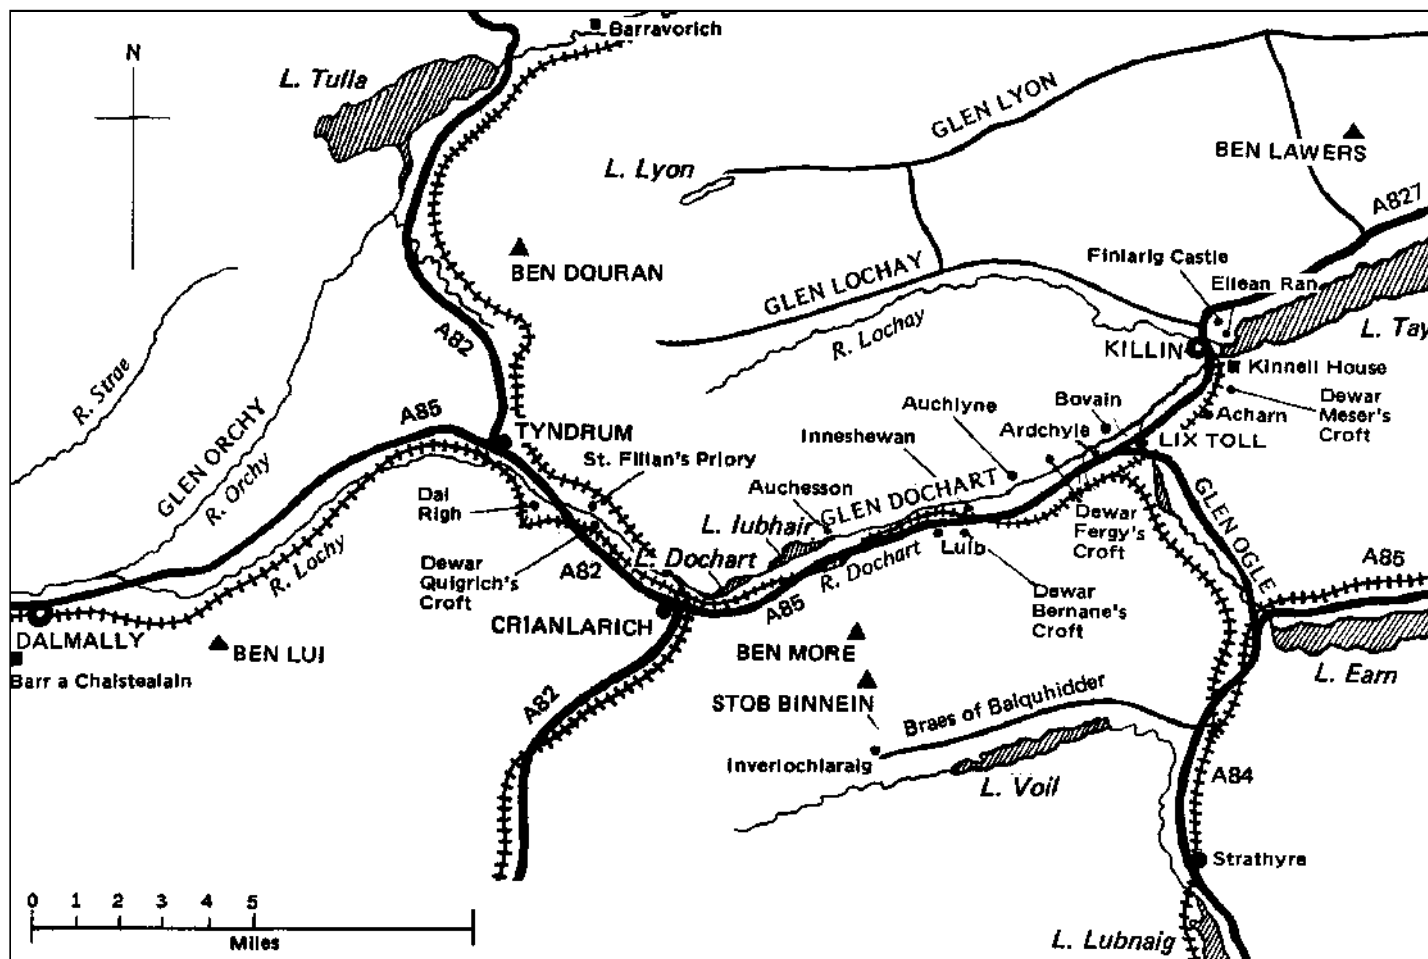 Barravorich
N
L. Tulla
GLEN LYON
BEN LAWERS
L. Lyon
A827
BEN DOURAN
Finlarig Castle
Eilean Ran
GLEN LOCHAY
R. Lochay
L. Tay
A82
KILLIN
Kinnell House
R. Strae
Dewar
Meser's
Croft
Acharn
Bovain
Auchlyne
A85
GLEN ORCHY
R. Orchy
TYNDRUM
Ardchyle
LIX TOLL
Inneshewan
St. Fillan's Priory
Auchesson
GLEN DOCHART
Dal
Righ
L. Iubhair
GLEN OGLE
Dewar
Fergy's
Croft
R. Lochy
L. Dochart
Luib
R. Dochart
Dewar
Quigrich's
Croft
A82
A85
A85
Dewar
Bernane's
Croft
CRIANLARICH
DALMALLY
BEN LUI
BEN MORE
Barr a Chaistealain
L. Earn
A82
STOB BINNEIN
Braes of Balquhidder
Inverlochlaraig
L. Voil
A84
Strathyre
0 1 2 3 4 5
Miles
L. Lubnaig